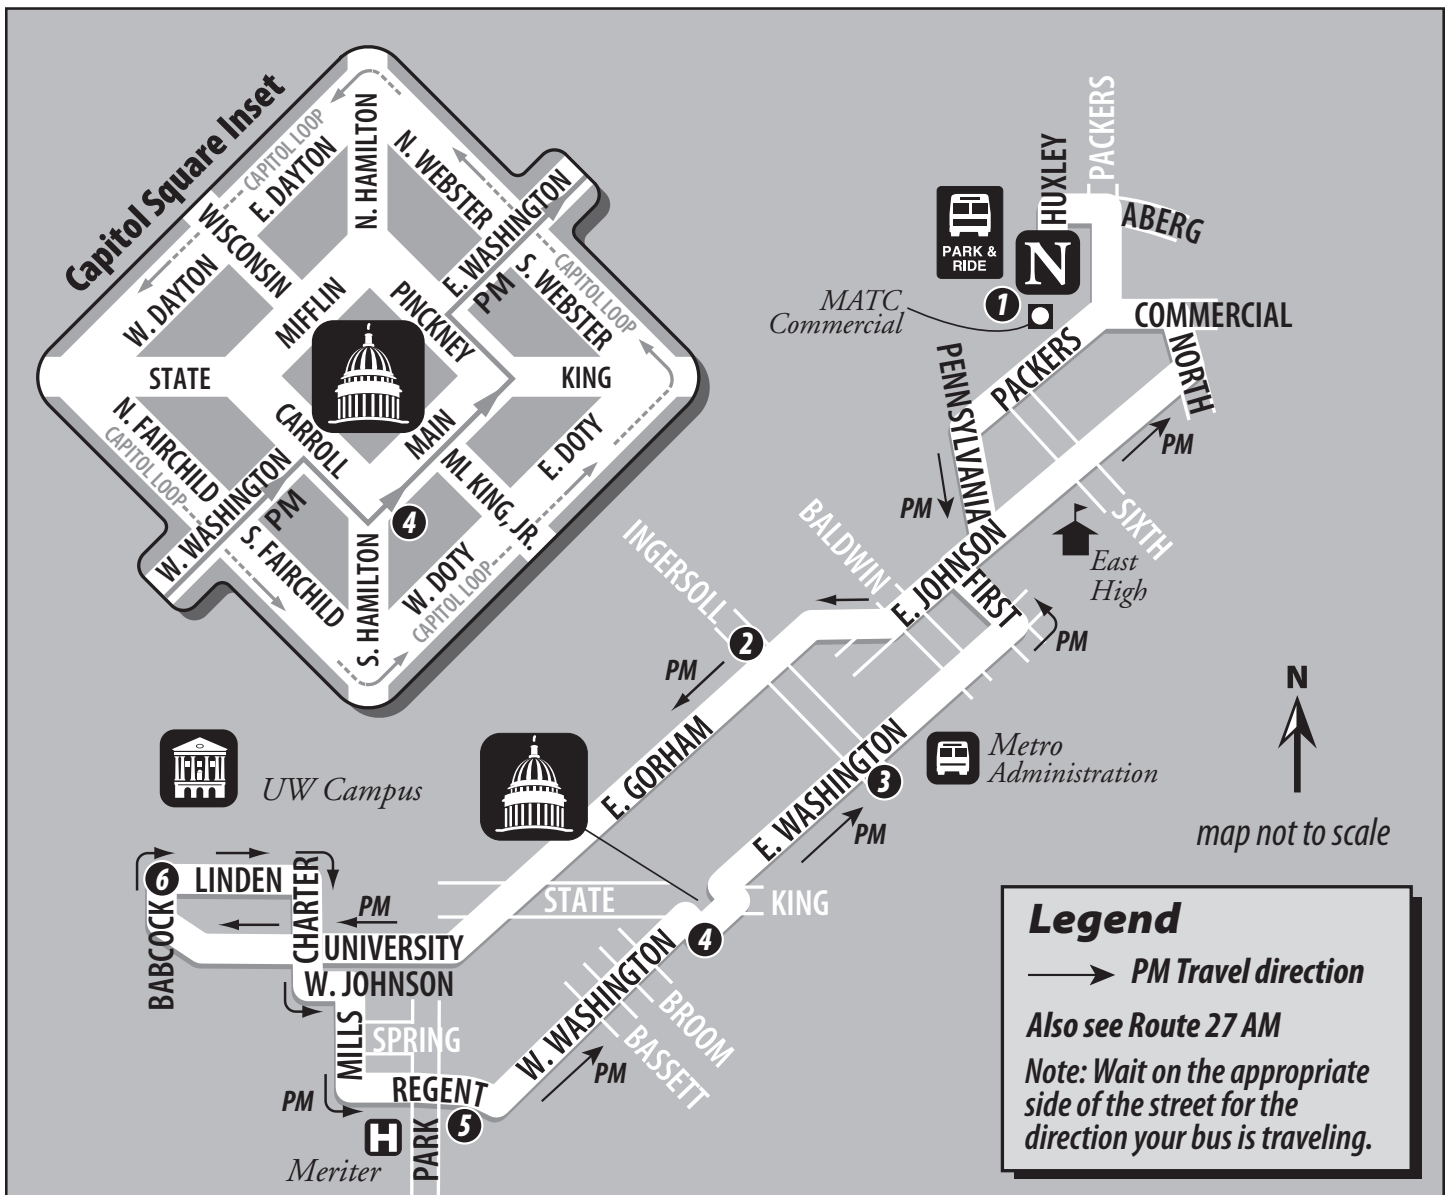 Capitol Square Inset
CAPITOL LOOP
E. DAYTON
N. HAMILTON
N. WEBSTER
WISCONSIN
E. WASHINGTON
PM
W. DAYTON
MIFFLIN
PINCKNEY
S. WEBSTER
CAPITOL LOOP
STATE
KING
N. FAIRCHILD
CAPITOL LOOP
CARROLL
MAIN
E. DOTY
W. WASHINGTON
PM
ML KING, JR.
4
S. FAIRCHILD
S. HAMILTON
W. DOTY
CAPITOL LOOP
PACKERS
HUXLEY
ABERG
PARK &
RIDE
N
1
MATC
Commercial
COMMERCIAL
NORTH
PACKERS
PENNSYLVANIA
PM
PM
SIXTH
East
High
INGERSOLL
BALDWIN
E. JOHNSON
FIRST
PM
2
PM
E. GORHAM
E. WASHINGTON
3
PM
Metro
Administration
N
map not to scale
UW Campus
6
LINDEN
CHARTER
BABCOCK
PM
UNIVERSITY
W. JOHNSON
STATE
KING
4
W. WASHINGTON
BROOM
BASSETT
PM
MILLS
SPRING
PM
REGENT
5
H
PARK
Meriter
Legend
PM Travel direction
Also see Route 27 AM
Note: Wait on the appropriate
side of the street for the
direction your bus is traveling.